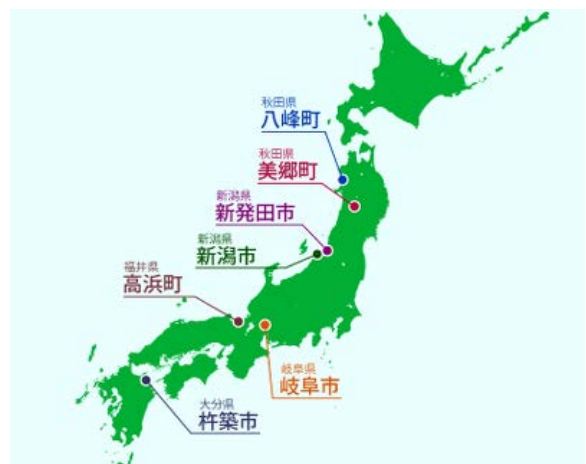 秋田県
八峰町
秋田県
美郷町
新潟県
新発田市
新潟県
新潟市
福井県
高浜町
岐阜県
岐阜市
大分県
杵築市